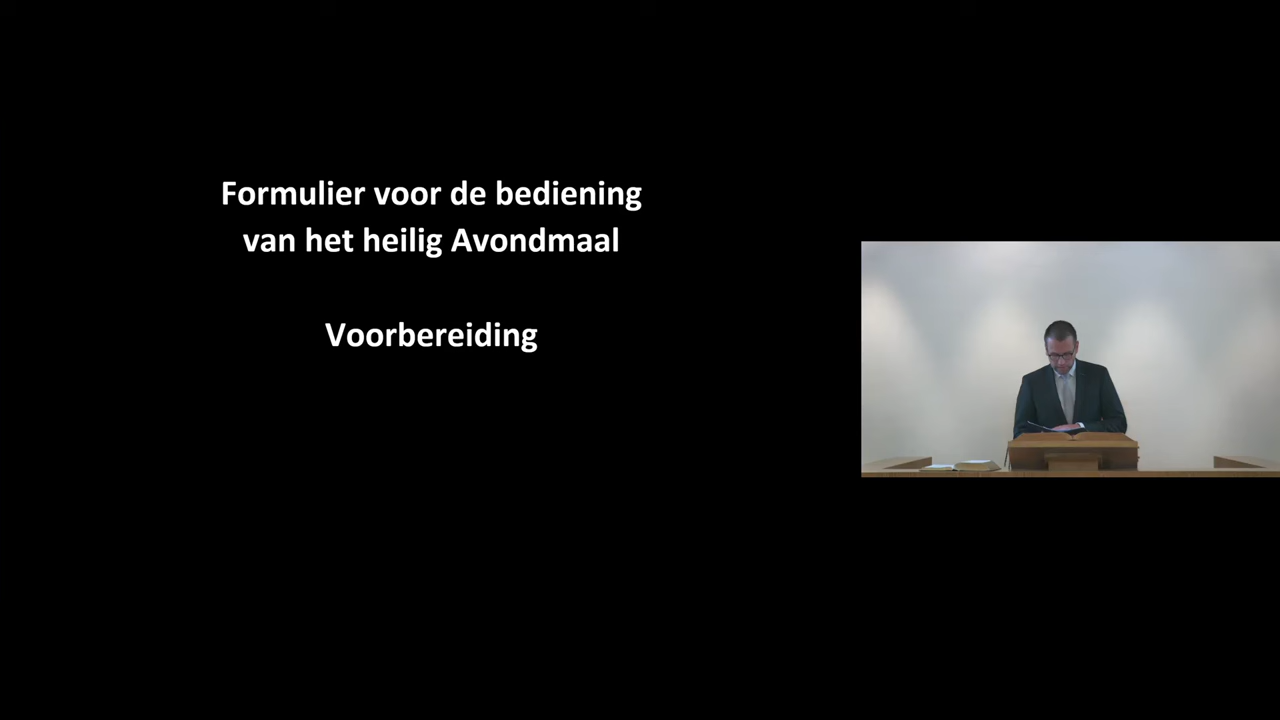 Formulier voor de bediening
van het heilig Avondmaal
Voorbereiding